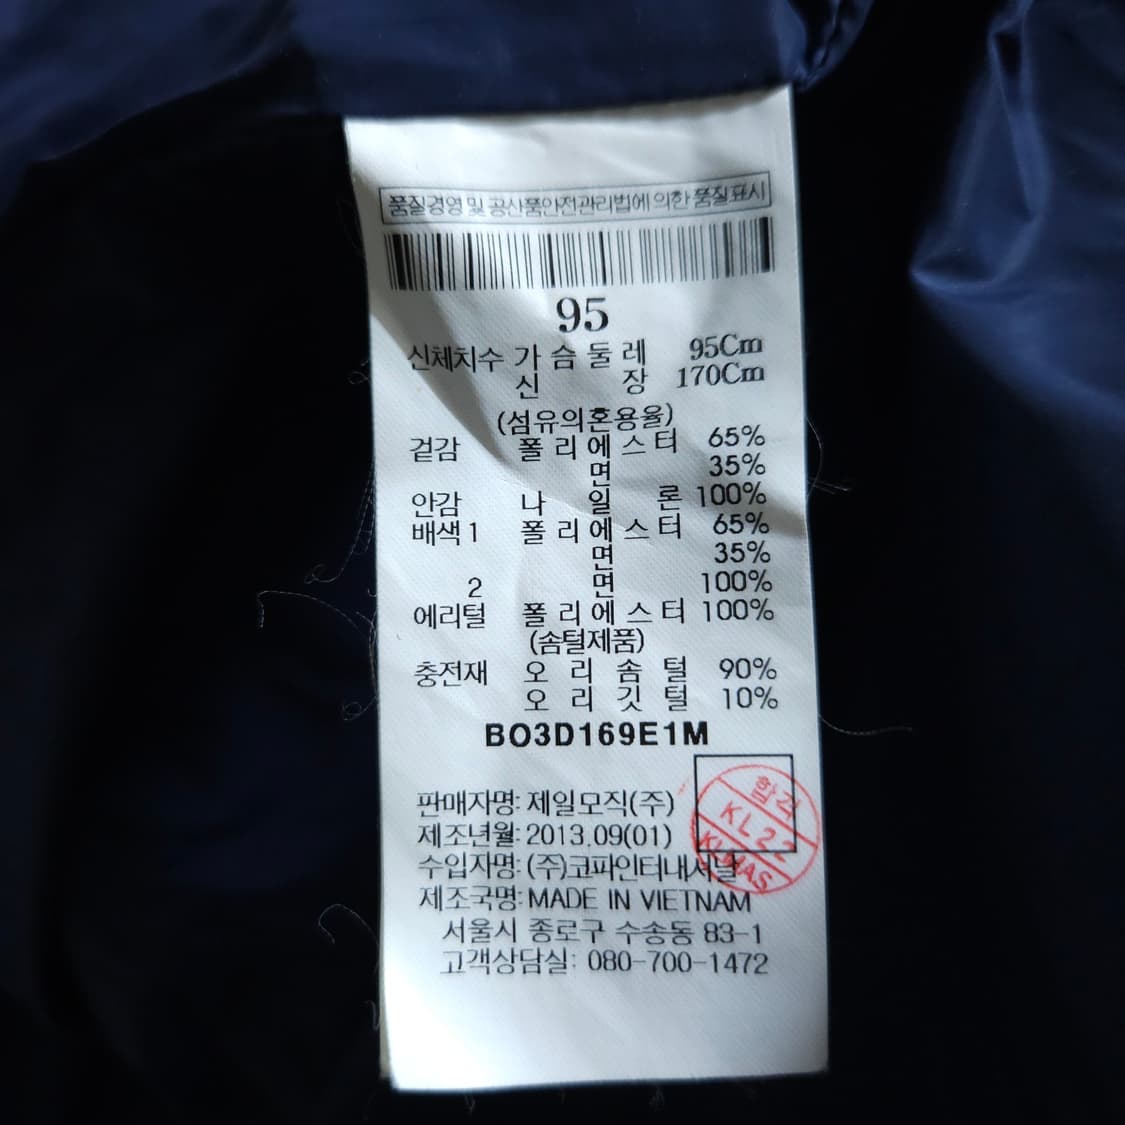 품질경영 및 공산품안전관리법에 의한 품질표시
95
신체치수 가슴둘레 95Cm
신장 170Cm
(섬유의혼용율)
겉감 폴리에스터 65%
면 35%
안감 나일론 100%
배색1 폴리에스터 65%
면 35%
2 면 100%
에리털 폴리에스터 100%
(솜털제품)
충전재 오리솜털 90%
오리깃털 10%
BO3D169E1M
판매자명: 제일모직(주)
합격
제조년월: 2013.09(01)
KL22
수입자명: (주)코파인터내셔날
KLIMAS
제조국명: MADE IN VIETNAM
서울시 종로구 수송동 83-1
고객상담실: 080-700-1472